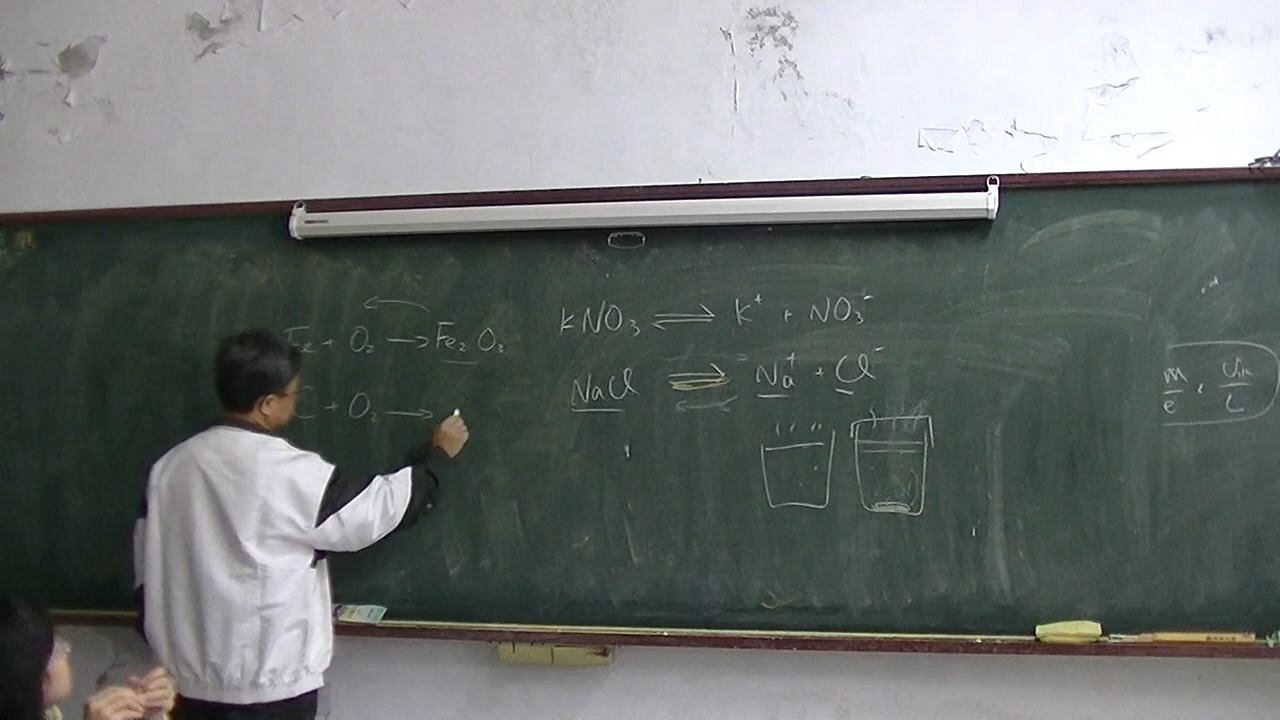 Fe + O₂ → Fe₂O₃
C + O₂ →
KNO₃ ⇌ K⁺ + NO₃⁻
NaCl ⇌ Na⁺ + Cl⁻
m/e